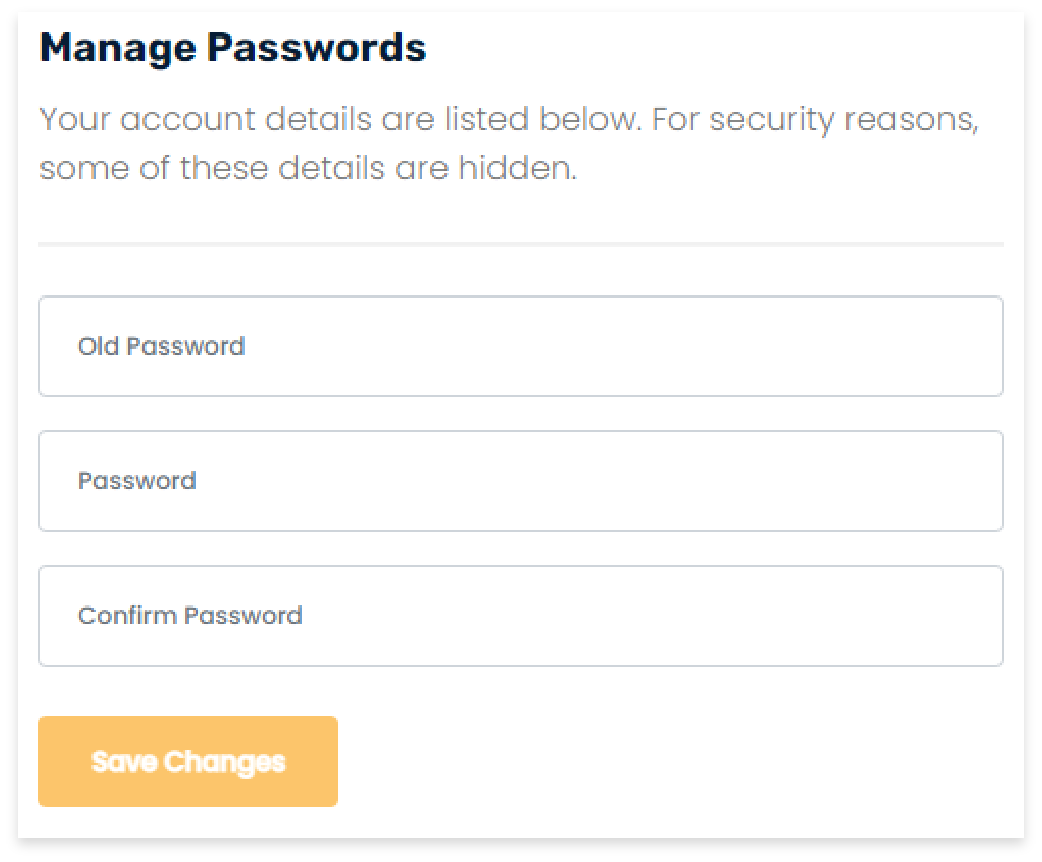 Manage Passwords
Your account details are listed below. For security reasons,
some of these details are hidden.
Old Password
Password
Confirm Password
Save Changes